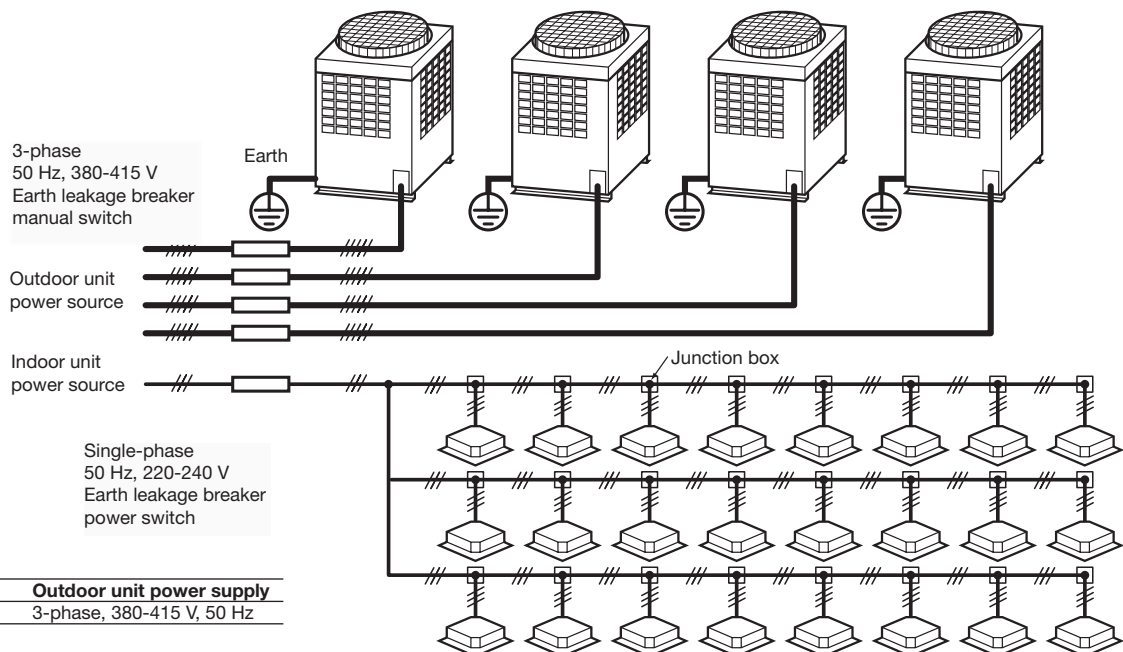 3-phase
50 Hz, 380-415 V
Earth leakage breaker
manual switch
Earth
Outdoor unit
power source
Indoor unit
power source
Junction box
Single-phase
50 Hz, 220-240 V
Earth leakage breaker
power switch
Outdoor unit power supply
3-phase, 380-415 V, 50 Hz